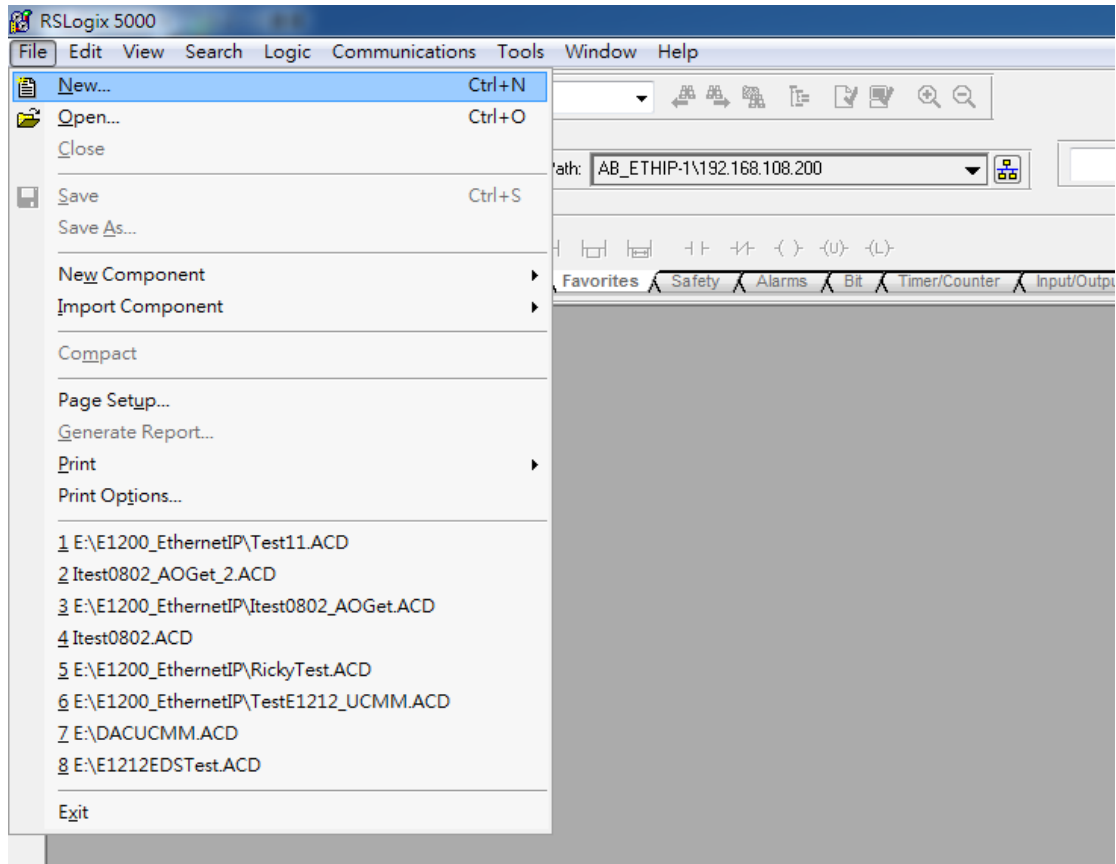 RSLogix 5000
File Edit View Search Logic Communications Tools Window Help
New... Ctrl+N
Open... Ctrl+O
Close
Path: AB_ETHIP-1\192.168.108.200
Save Ctrl+S
Save As...
(U) (L)
New Component
Favorites Safety Alarms Bit Timer/Counter Input/Outpu
Import Component
Compact
Page Setup...
Generate Report...
Print
Print Options...
1 E:\E1200_EthernetIP\Test11.ACD
2 Itest0802_AOGet_2.ACD
3 E:\E1200_EthernetIP\Itest0802_AOGet.ACD
4 Itest0802.ACD
5 E:\E1200_EthernetIP\RickyTest.ACD
6 E:\E1200_EthernetIP\TestE1212_UCMM.ACD
7 E:\DACUCMM.ACD
8 E:\E1212EDSTest.ACD
Exit